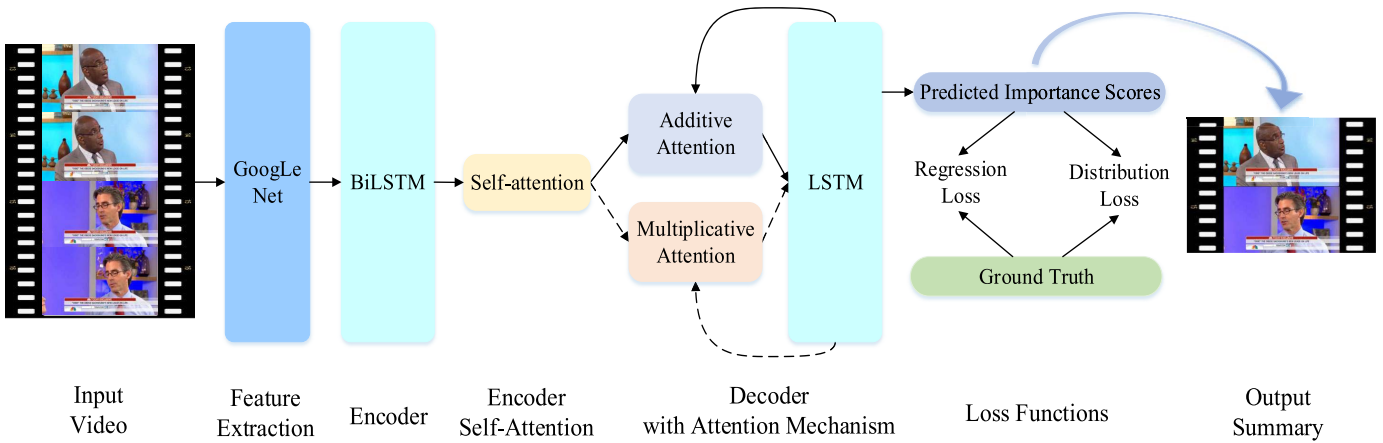 GoogLe
Net
BiLSTM
Self-attention
Additive
Attention
Multiplicative
Attention
LSTM
Predicted Importance Scores
Regression
Loss
Distribution
Loss
Ground Truth
Input
Video
Feature
Extraction
Encoder
Encoder
Self-Attention
Decoder
with Attention Mechanism
Loss Functions
Output
Summary